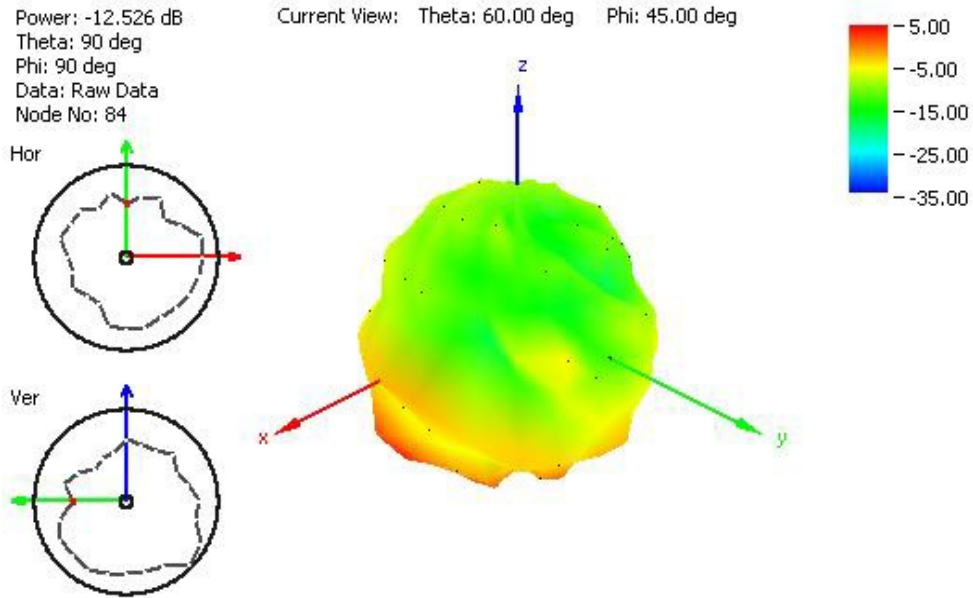 Power: -12.526 dB
Theta: 90 deg
Phi: 90 deg
Data: Raw Data
Node No: 84
Current View: Theta: 60.00 deg Phi: 45.00 deg
5.00
-5.00
-15.00
-25.00
-35.00
Hor
Ver
z
x
y